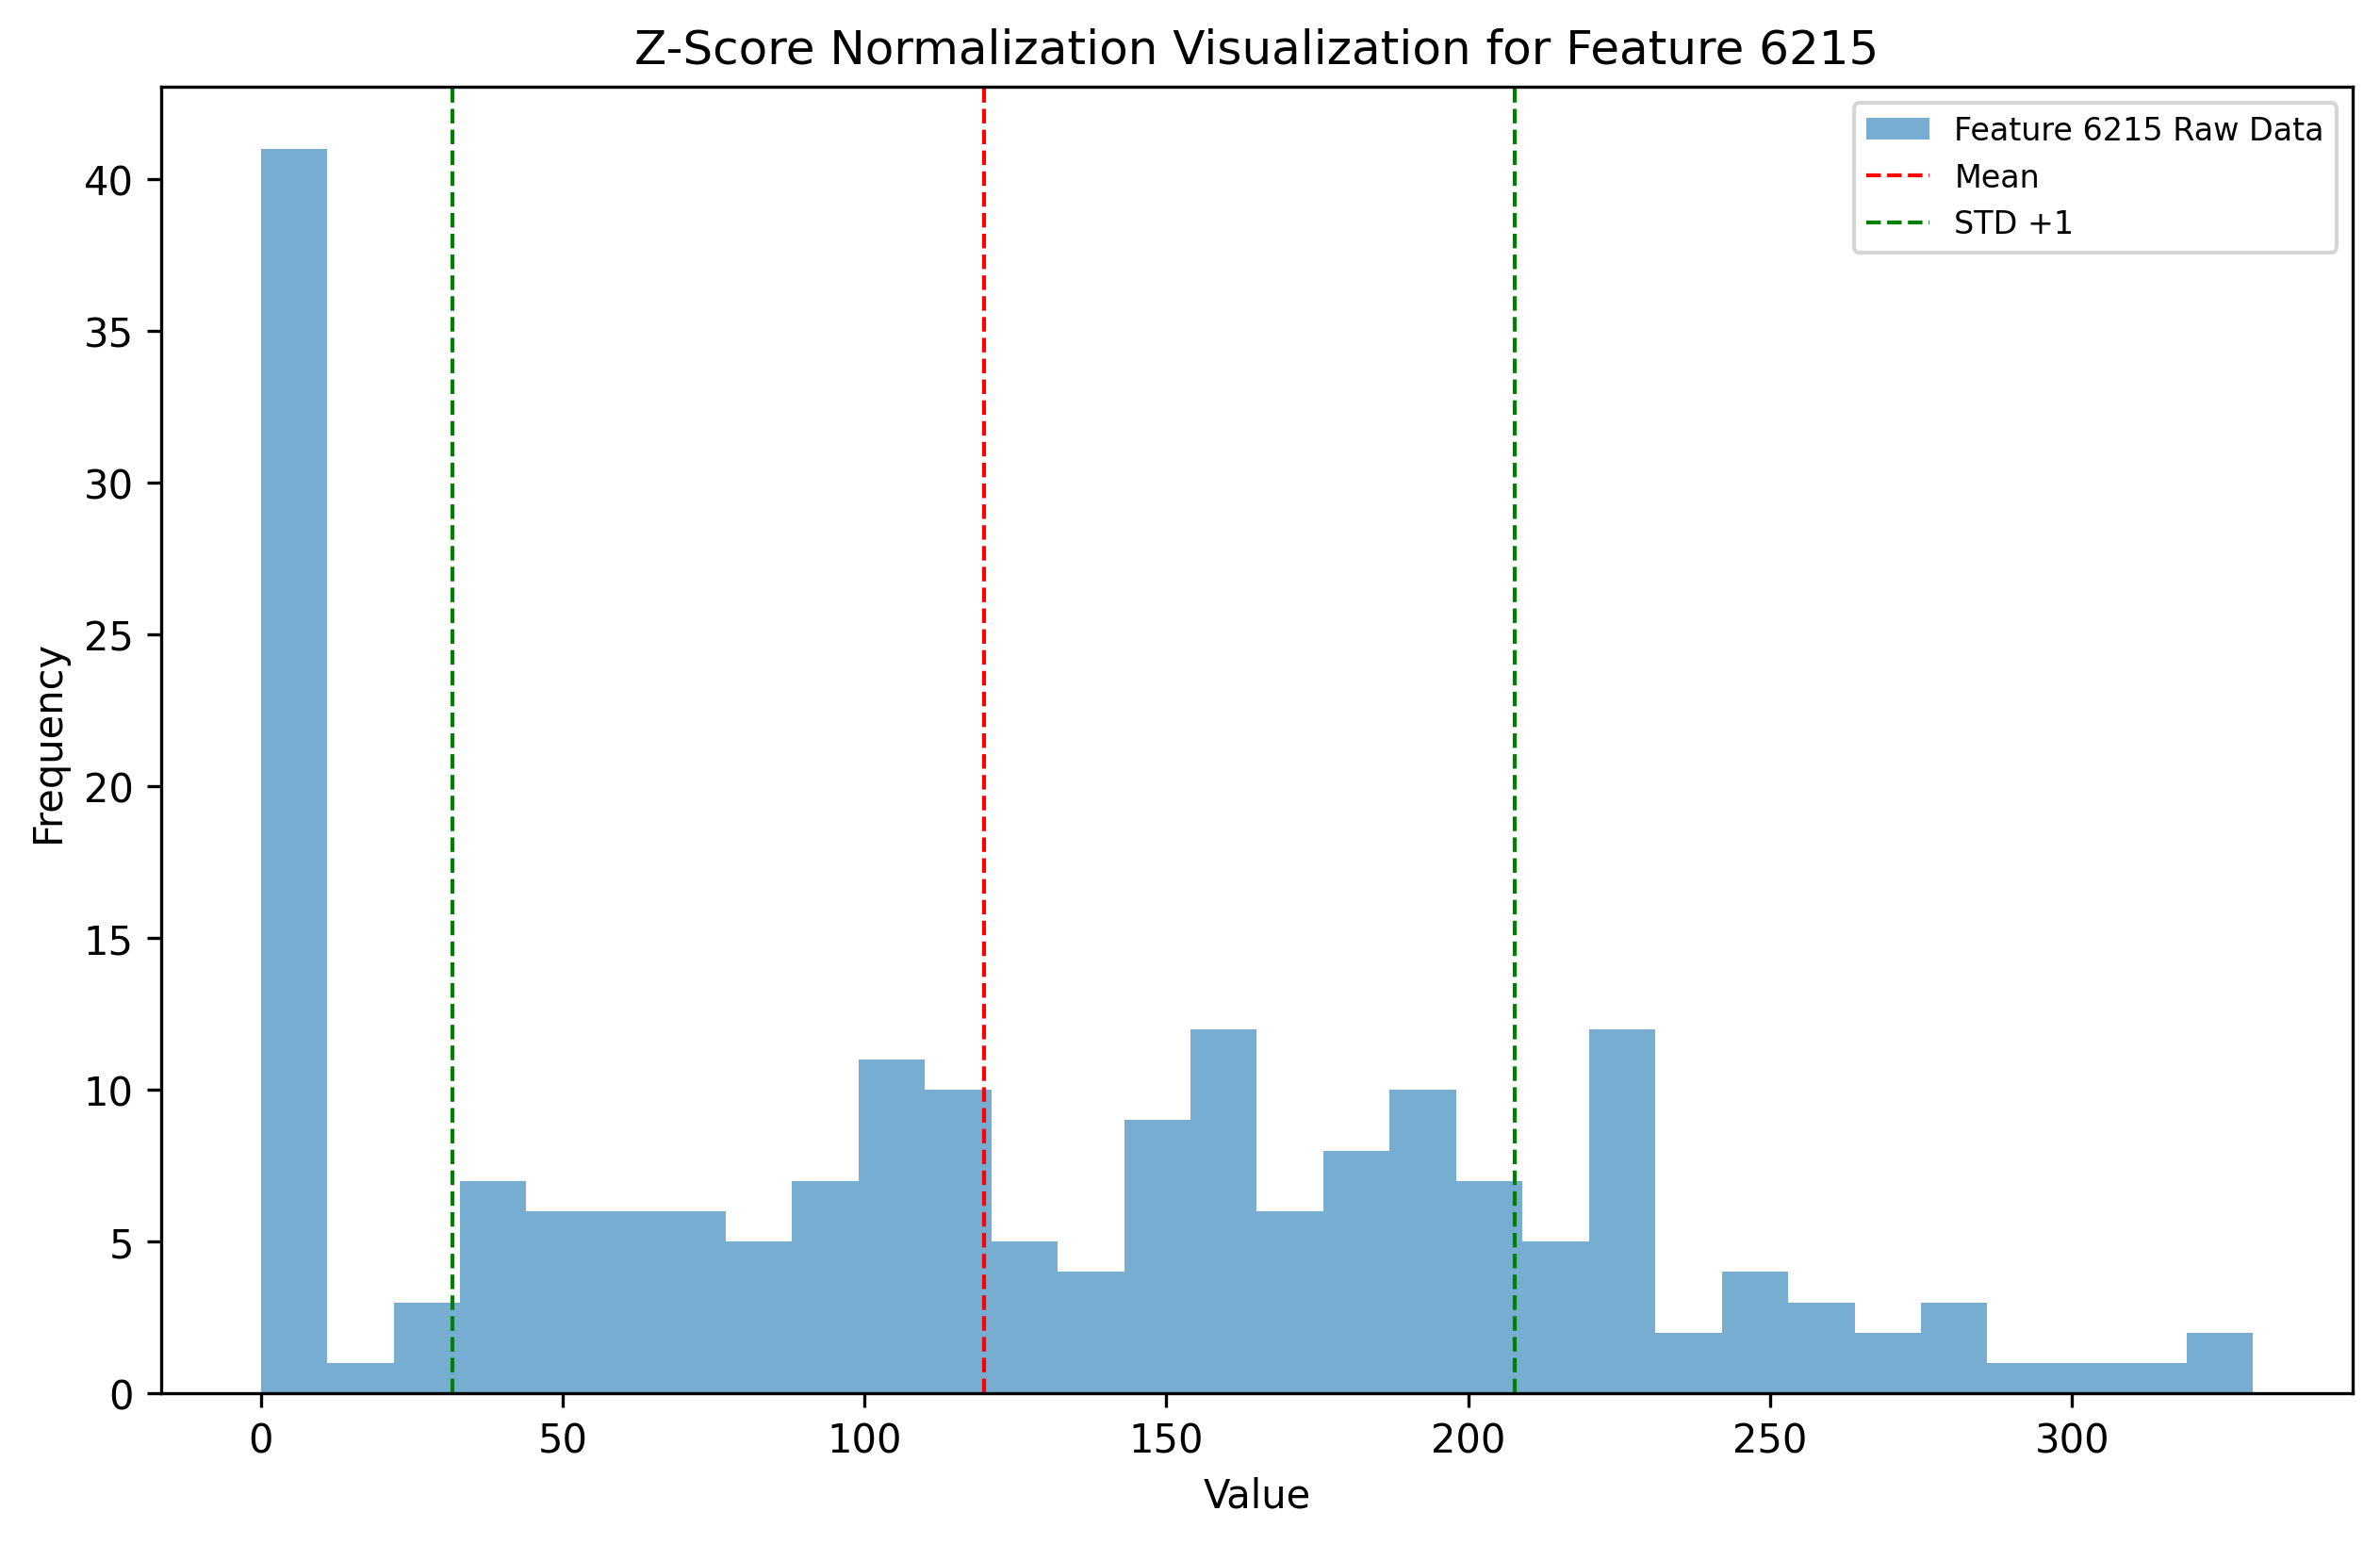 Z-Score Normalization Visualization for Feature 6215
Feature 6215 Raw Data
Mean
STD +1
Frequency
40
35
30
25
20
15
10
5
0
0 50 100 150 200 250 300
Value